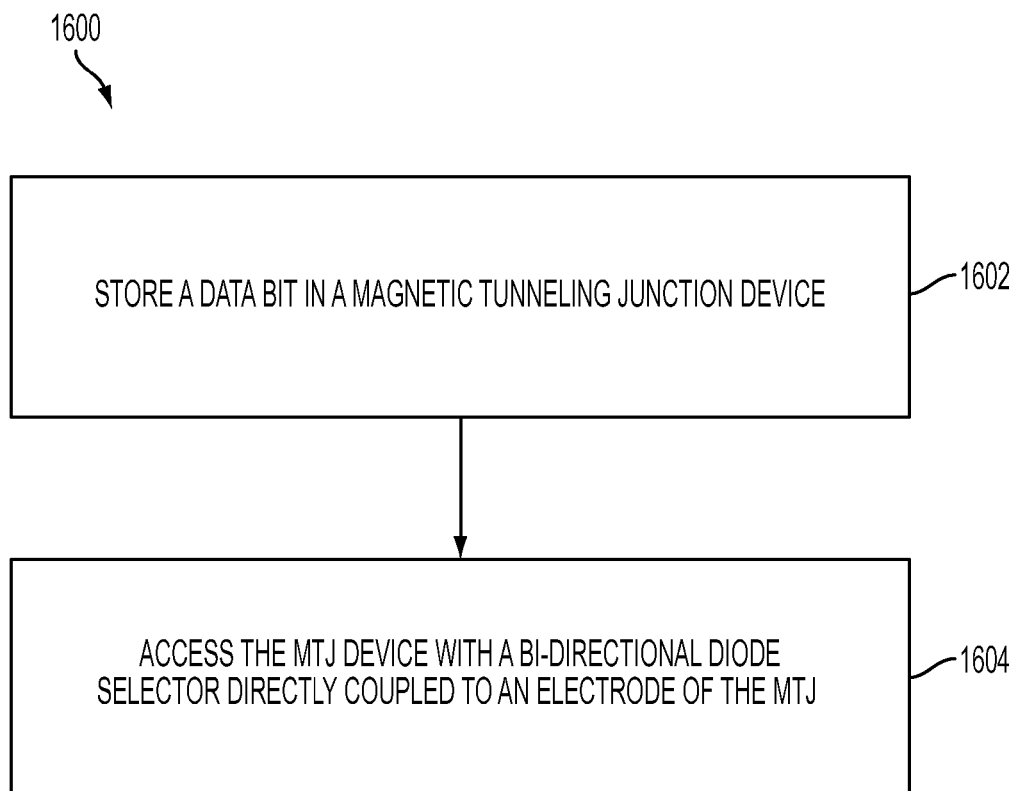 1600
STORE A DATA BIT IN A MAGNETIC TUNNELING JUNCTION DEVICE
1602
ACCESS THE MTJ DEVICE WITH A BI-DIRECTIONAL DIODE
SELECTOR DIRECTLY COUPLED TO AN ELECTRODE OF THE MTJ
1604